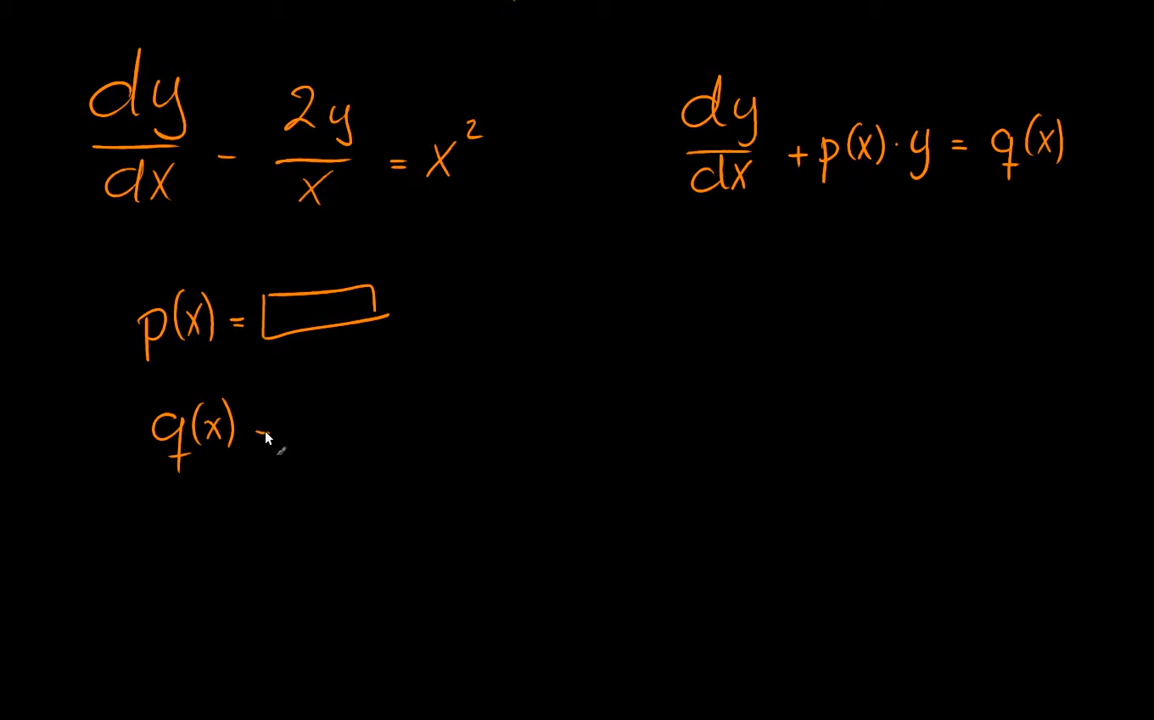 dy/dx - 2y/x = x²
dy/dx + p(x) · y = q(x)
p(x) =
q(x) -